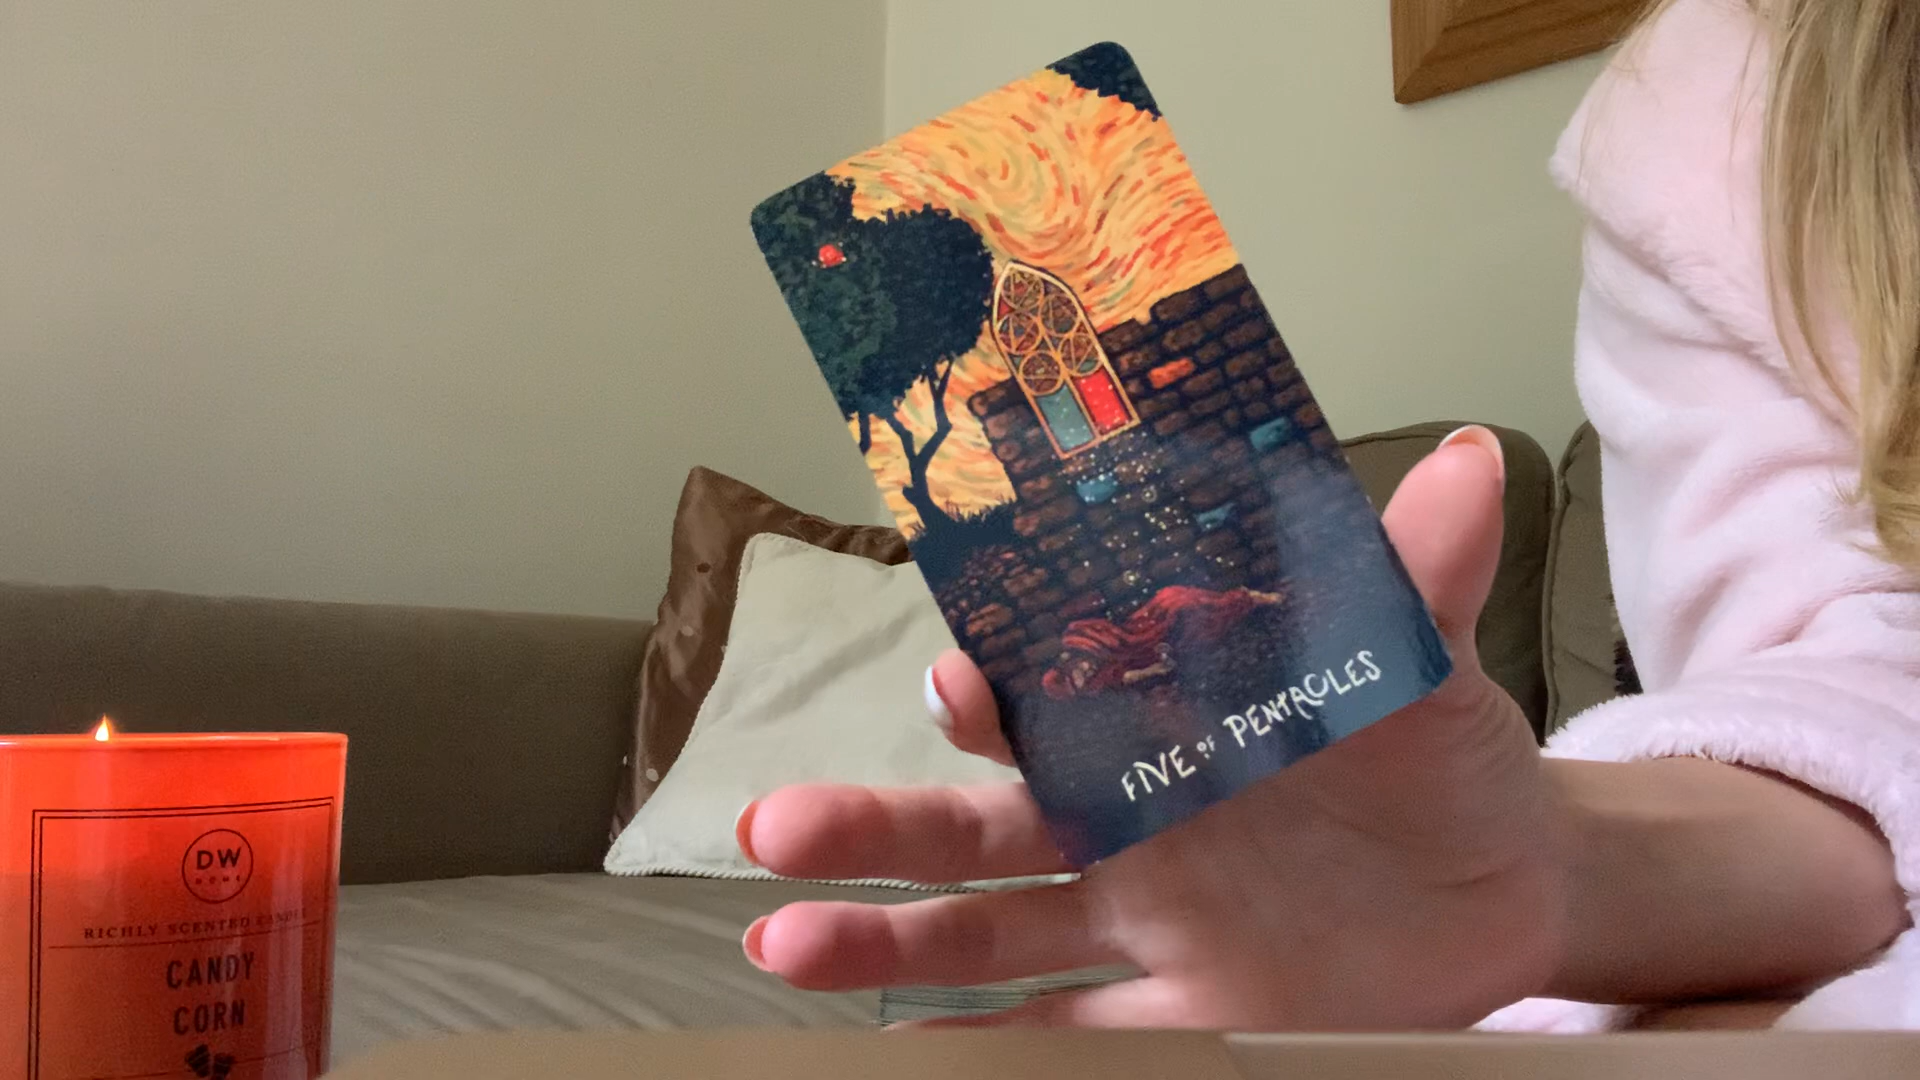 FIVE OF PENTACLES
DW
HOME
RICHLY SCENTED CANDLE
CANDY
CORN